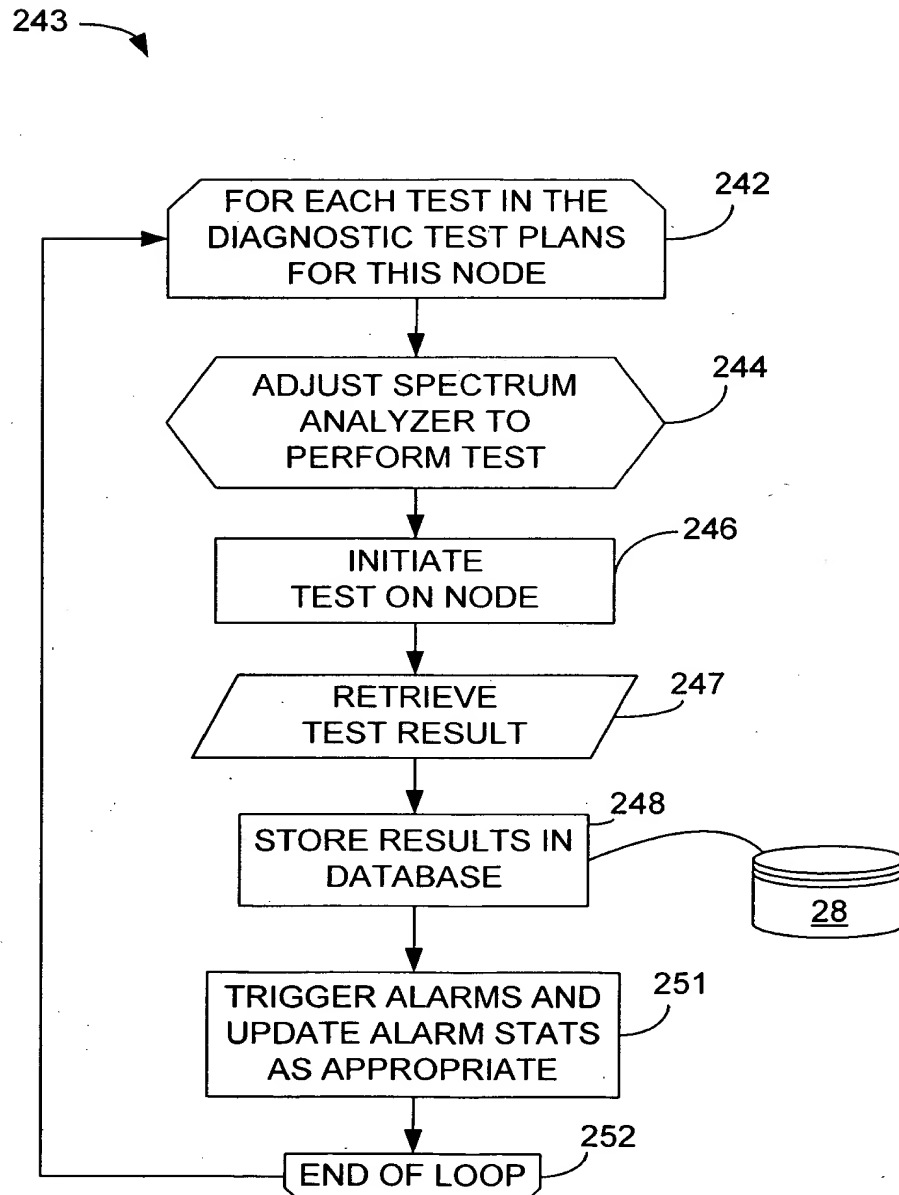 243
FOR EACH TEST IN THE
DIAGNOSTIC TEST PLANS
FOR THIS NODE
242
ADJUST SPECTRUM
ANALYZER TO
PERFORM TEST
244
INITIATE
TEST ON NODE
246
RETRIEVE
TEST RESULT
247
STORE RESULTS IN
DATABASE
248
28
TRIGGER ALARMS AND
UPDATE ALARM STATS
AS APPROPRIATE
251
END OF LOOP
252